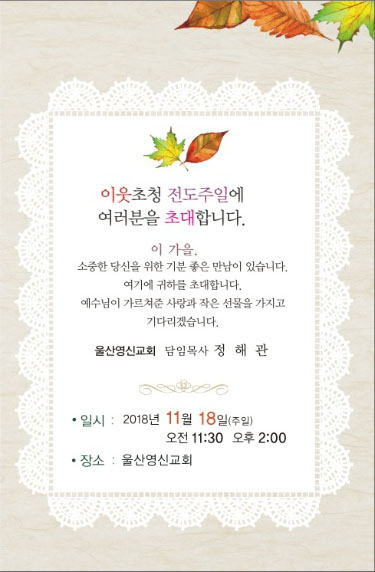 이웃초청 전도주일에
여러분을 초대합니다.
이 가을.
소중한 당신을 위한 기분 좋은 만남이 있습니다.
여기에 귀하를 초대합니다.
예수님이 가르쳐준 사랑과 작은 선물을 가지고
기다리겠습니다.
울산영신교회 담임목사 정 해 관
• 일시 : 2018년 11월 18일(주일)
오전 11:30 오후 2:00
• 장소 : 울산영신교회